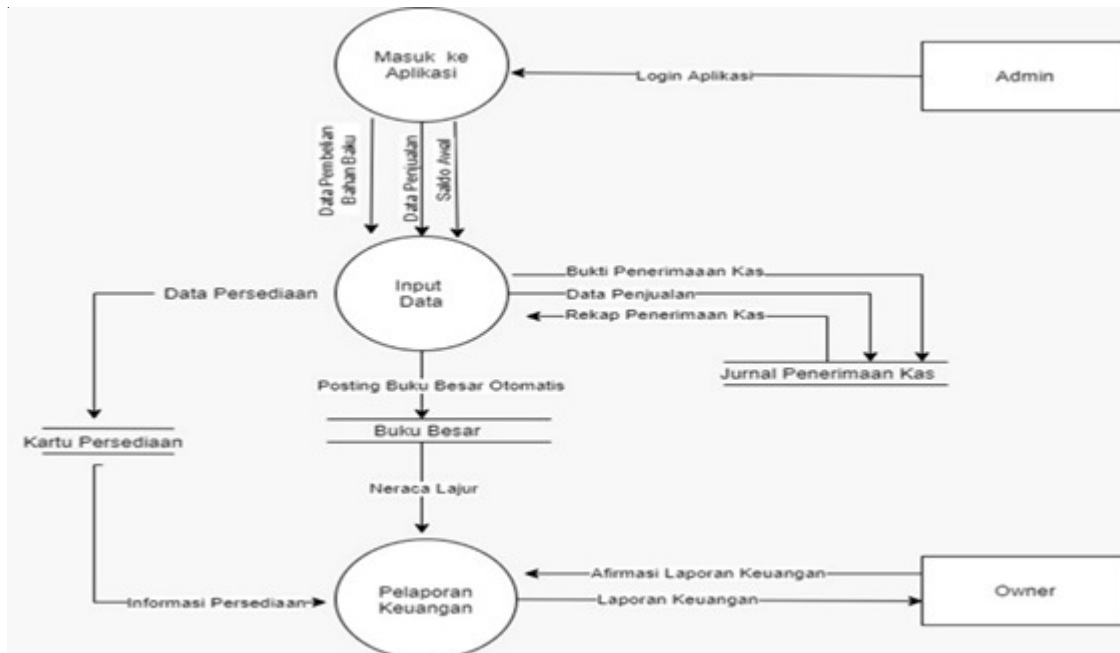 Masuk ke
Aplikasi
Login Aplikasi
Admin
Data Pembelian
Bahan Baku
Data Penjualan
Saldo Awal
Input
Data
Bukti Penerimaaan Kas
Data Penjualan
Rekap Penerimaan Kas
Data Persediaan
Jurnal Penerimaan Kas
Posting Buku Besar Otomatis
Buku Besar
Kartu Persediaan
Neraca Lajur
Pelaporan
Keuangan
Afirmasi Laporan Keuangan
Laporan Keuangan
Owner
Informasi Persediaan